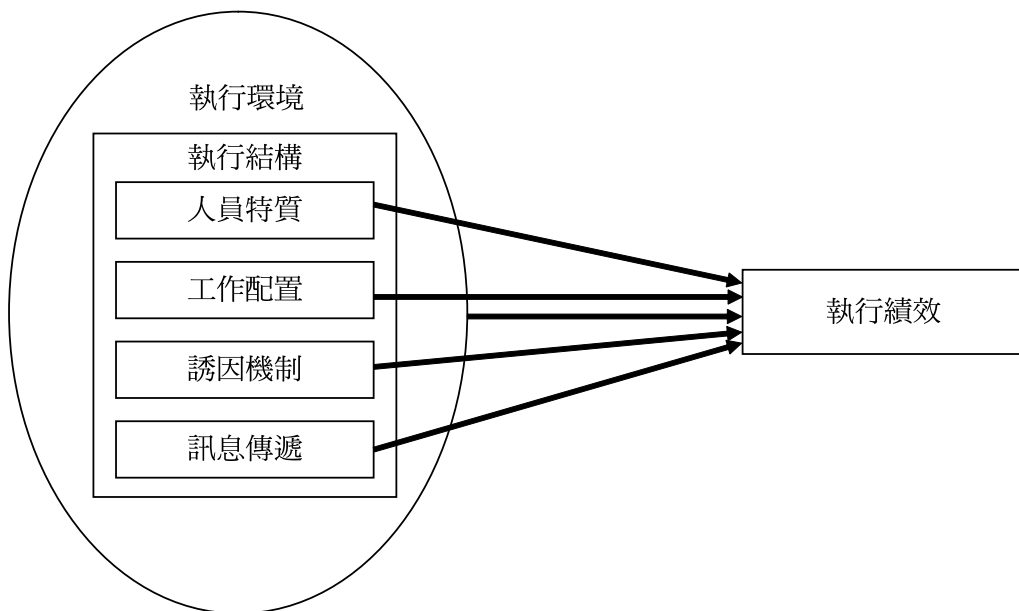 執行環境
執行結構
人員特質
工作配置
誘因機制
訊息傳遞
執行績效